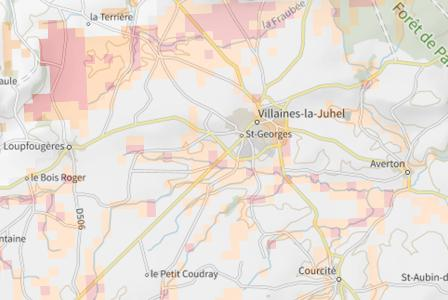 la Terrière
la Fraubée
Forêt de Pa
aule
Villaines-la-Juhel
St-Georges
Loupfougères
Averton
le Bois Roger
D506
ntaine
le Petit Coudray
Courcité
St-Aubin-d